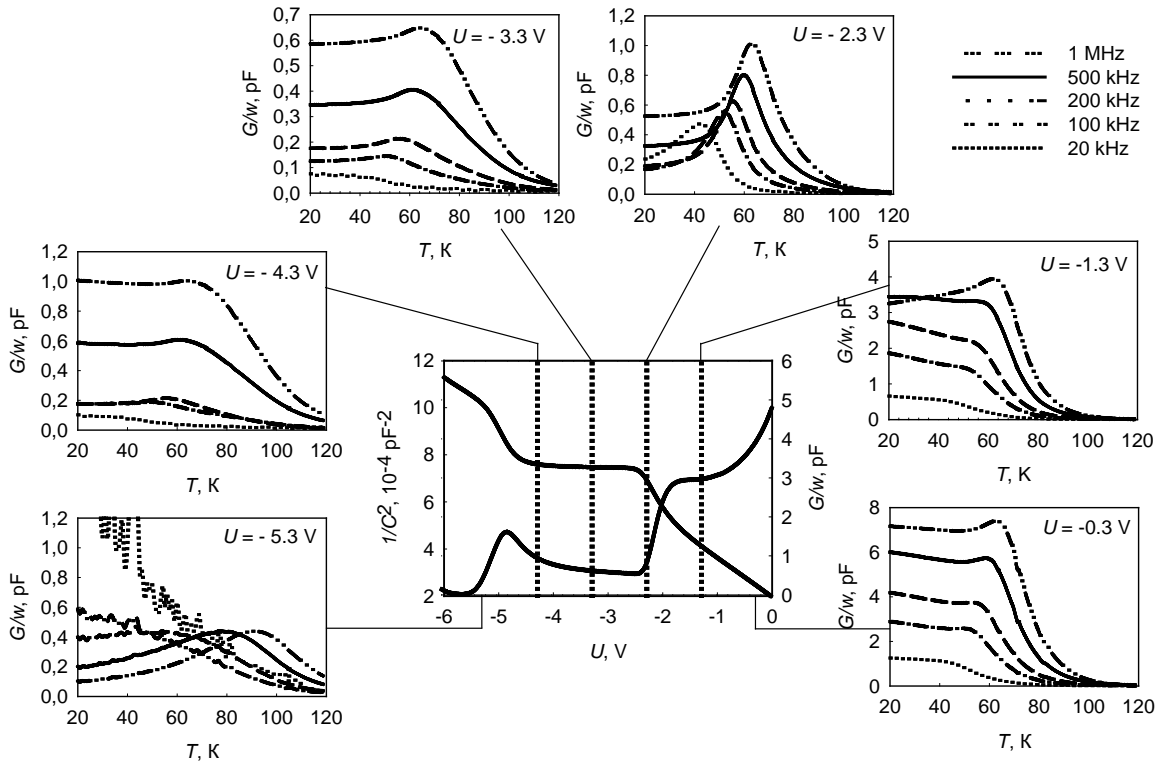 0,7
0,6
0,5
0,4
0,3
0,2
0,1
0,0
G/w, pF
U = - 3.3 V
20 40 60 80 100 120
T, K
1,2
1,0
0,8
0,6
0,4
0,2
0,0
G/w, pF
U = - 2.3 V
20 40 60 80 100 120
T, K
1 MHz
500 kHz
200 kHz
100 kHz
20 kHz
1,2
1,0
0,8
0,6
0,4
0,2
0,0
G/w, pF
U = - 4.3 V
20 40 60 80 100 120
T, K
5
4
3
2
1
0
G/w, pF
U = -1.3 V
20 40 60 80 100 120
T, K
12
10
8
6
4
2
1/C², 10⁻⁴ pF-2
6
5
4
3
2
1
0
G/w, pF
-6 -5 -4 -3 -2 -1 0
U, V
1,2
1,0
0,8
0,6
0,4
0,2
0,0
G/w, pF
U = - 5.3 V
20 40 60 80 100 120
T, K
8
6
4
2
0
G/w, pF
U = -0.3 V
20 40 60 80 100 120
T, K